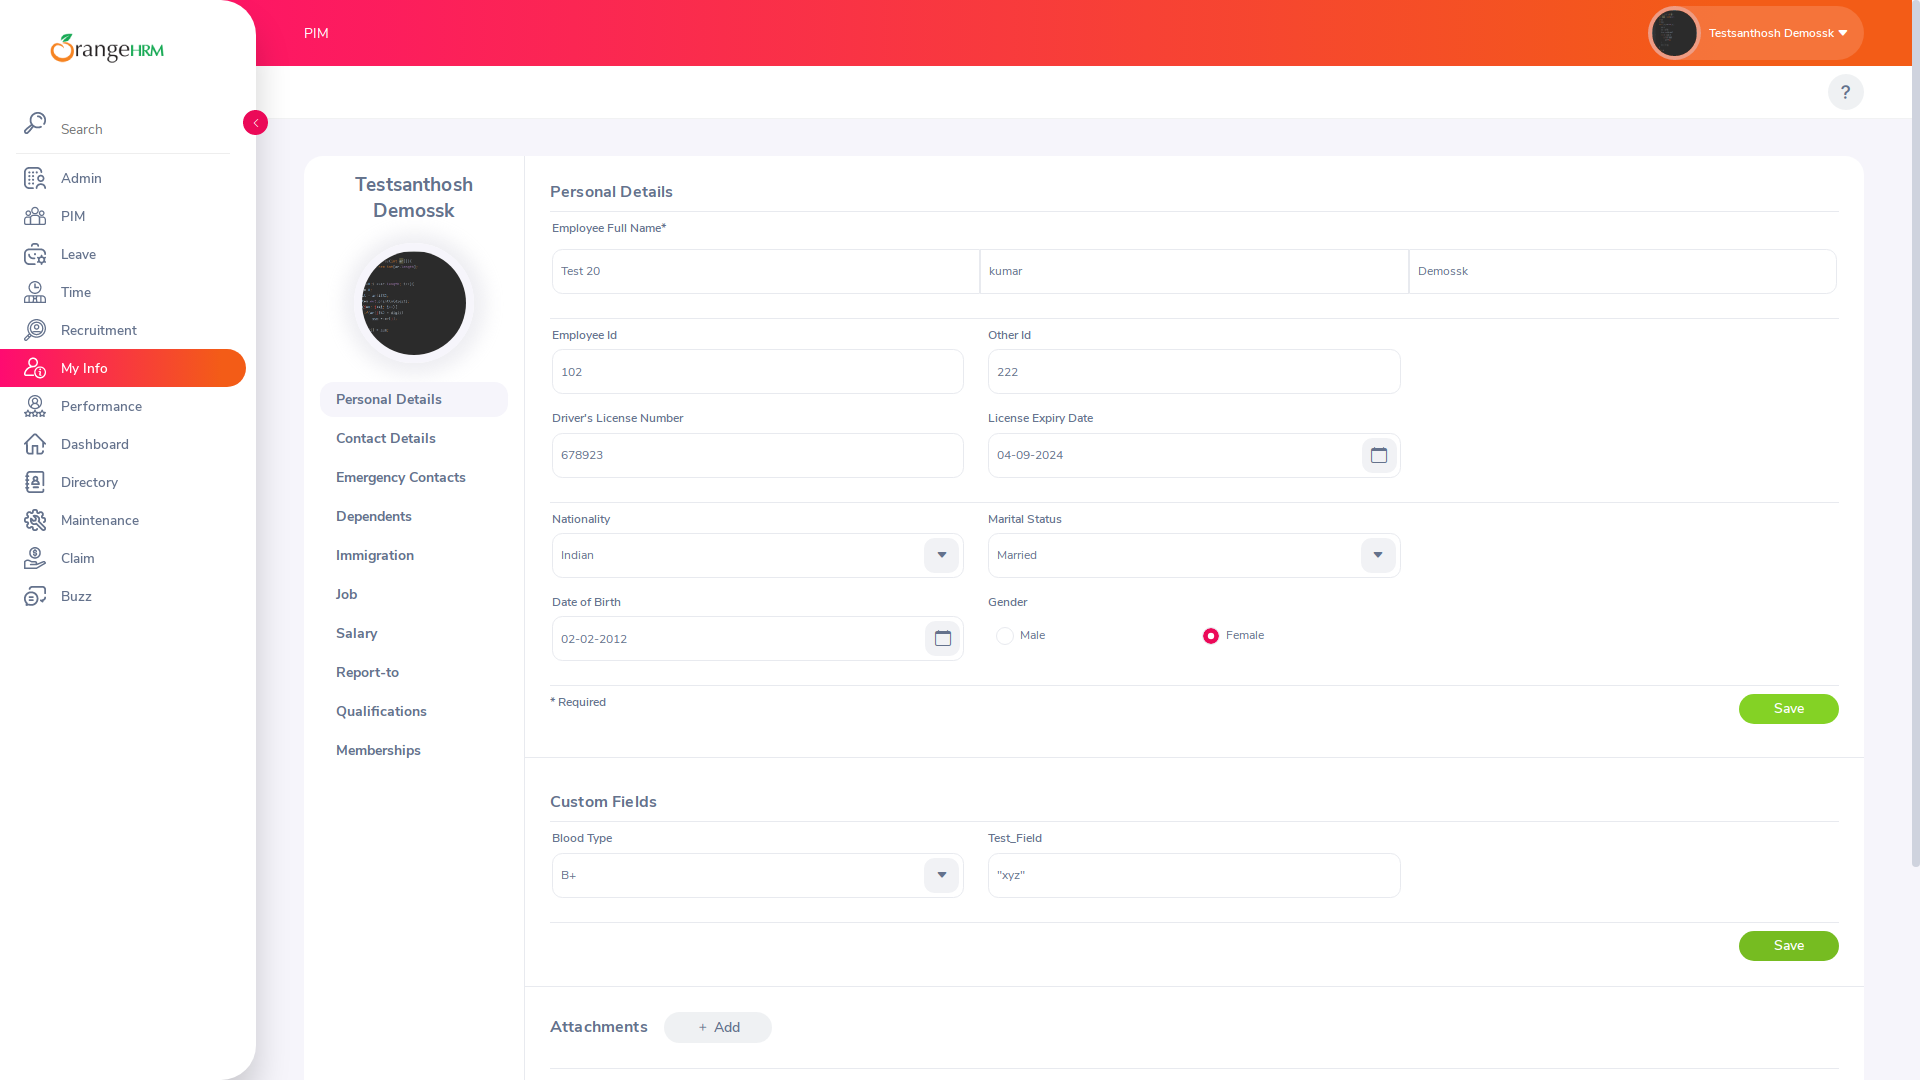 OrangeHRM
PIM
Testsanthosh Demossk
?
Search
Admin
PIM
Leave
Time
Recruitment
My Info
Performance
Dashboard
Directory
Maintenance
Claim
Buzz
Testsanthosh
Demossk
Personal Details
Contact Details
Emergency Contacts
Dependents
Immigration
Job
Salary
Report-to
Qualifications
Memberships
Personal Details
Employee Full Name*
Test 20 kumar Demossk
Employee Id Other Id
102 222
Driver's License Number License Expiry Date
678923 04-09-2024
Nationality Marital Status
Indian Married
Date of Birth Gender
02-02-2012 Male Female
* Required
Save
Custom Fields
Blood Type Test_Field
B+ "xyz"
Save
Attachments + Add